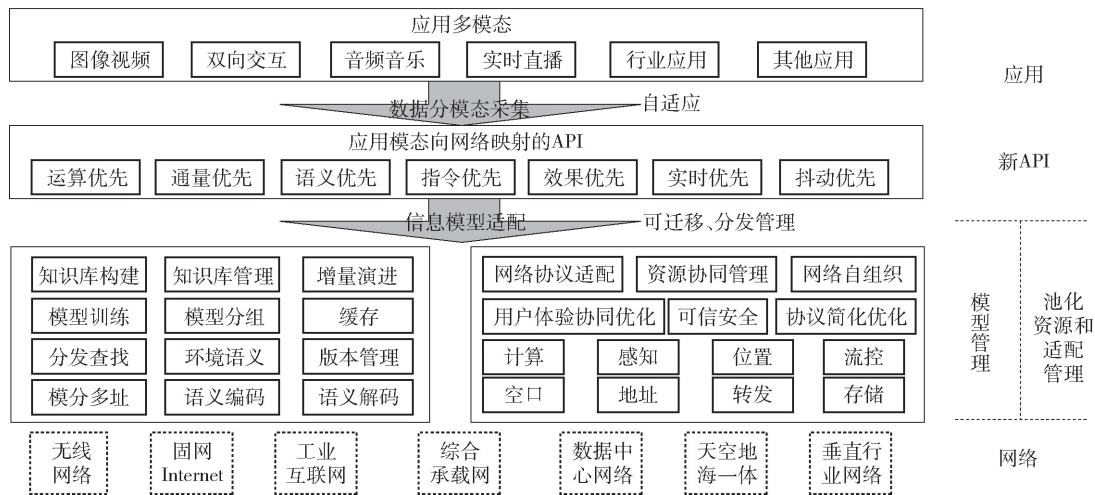 应用多模态
图像视频 双向交互 音频音乐 实时直播 行业应用 其他应用
应用
数据分模态采集 自适应
应用模态向网络映射的API
新API
运算优先 通量优先 语义优先 指令优先 效果优先 实时优先 抖动优先
信息模型适配 可迁移、分发管理
知识库构建 知识库管理 增量演进
模型训练 模型分组 缓存
分发查找 环境语义 版本管理
模分多址 语义编码 语义解码
网络协议适配 资源协同管理 网络自组织
用户体验协同优化 可信安全 协议简化优化
计算 感知 位置 流控
空口 地址 转发 存储
模型管理
池化
资源和
适配
管理
无线
网络
固网
Internet
工业
互联网
综合
承载网
数据中
心网络
天空地
海一体
垂直行
业网络
网络